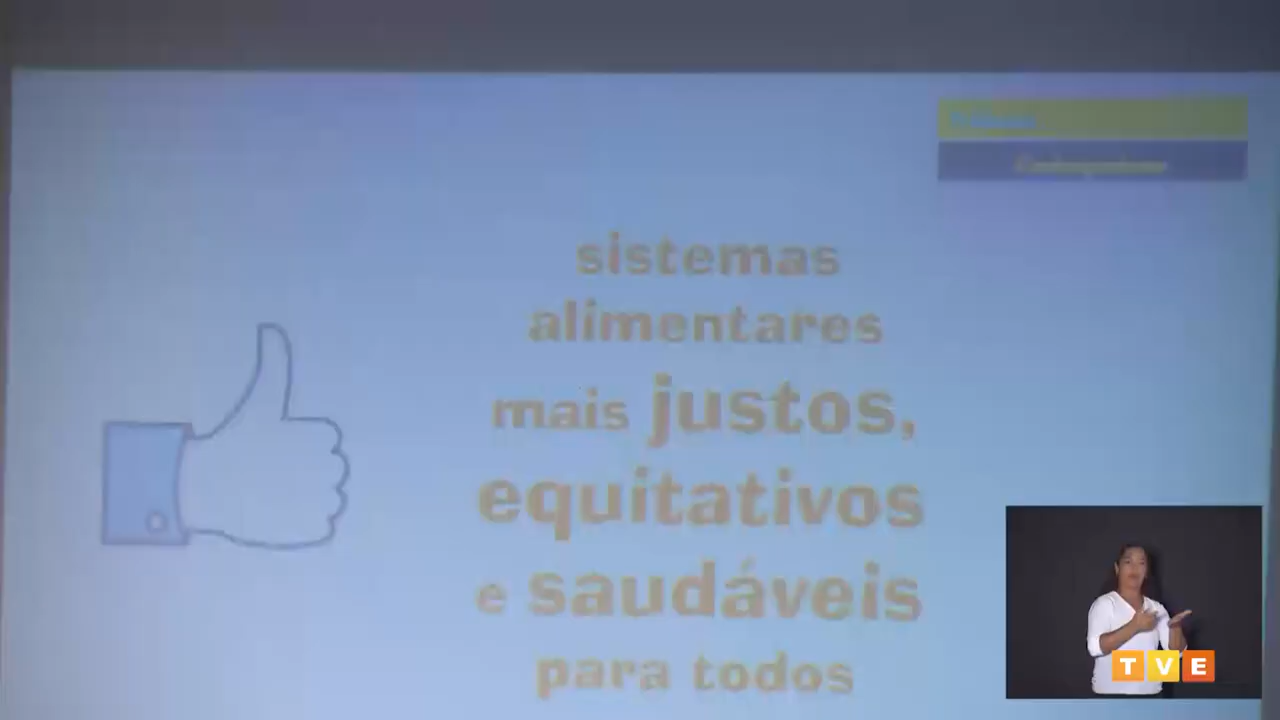 sistemas
alimentares
mais justos,
equitativos
e saudáveis
para todos
TVE